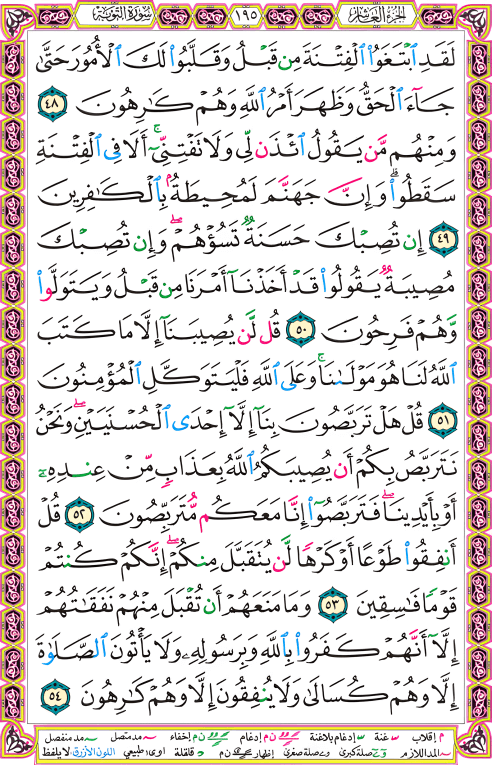 الجزء العاشر ١٩٥ سورة التوبة
لَقَدِ ٱبْتَغَوُا۟ ٱلْفِتْنَةَ مِن قَبْلُ وَقَلَّبُوا۟ لَكَ ٱلْأُمُورَ حَتَّىٰ
جَآءَ ٱلْحَقُّ وَظَهَرَ أَمْرُ ٱللَّهِ وَهُمْ كَـٰرِهُونَ ٤٨
وَمِنْهُم مَّن يَقُولُ ٱئْذَن لِّى وَلَا تَفْتِنِّىٓ ۚ أَلَا فِى ٱلْفِتْنَةِ
سَقَطُوا۟ ۗ وَإِنَّ جَهَنَّمَ لَمُحِيطَةٌۢ بِٱلْكَـٰفِرِينَ
٤٩ إِن تُصِبْكَ حَسَنَةٌ تَسُؤْهُمْ ۖ وَإِن تُصِبْكَ
مُصِيبَةٌ يَقُولُوا۟ قَدْ أَخَذْنَآ أَمْرَنَا مِن قَبْلُ وَيَتَوَلَّوا۟
وَّهُمْ فَرِحُونَ ٥٠ قُل لَّن يُصِيبَنَآ إِلَّا مَا كَتَبَ
ٱللَّهُ لَنَا هُوَ مَوْلَىٰنَا ۚ وَعَلَى ٱللَّهِ فَلْيَتَوَكَّلِ ٱلْمُؤْمِنُونَ
٥١ قُلْ هَلْ تَرَبَّصُونَ بِنَآ إِلَّآ إِحْدَى ٱلْحُسْنَيَيْنِ ۖ وَنَحْنُ
نَتَرَبَّصُ بِكُمْ أَن يُصِيبَكُمُ ٱللَّهُ بِعَذَابٍ مِّنْ عِندِهِۦٓ
أَوْ بِأَيْدِينَا ۖ فَتَرَبَّصُوٓا۟ إِنَّا مَعَكُم مُّتَرَبِّصُونَ ٥٢ قُلْ
أَنفِقُوا۟ طَوْعًا أَوْ كَرْهًا لَّن يُتَقَبَّلَ مِنكُمْ ۖ إِنَّكُمْ كُنتُمْ
قَوْمًا فَـٰسِقِينَ ٥٣ وَمَا مَنَعَهُمْ أَن تُقْبَلَ مِنْهُمْ نَفَقَـٰتُهُمْ
إِلَّآ أَنَّهُمْ كَفَرُوا۟ بِٱللَّهِ وَبِرَسُولِهِۦ وَلَا يَأْتُونَ ٱلصَّلَوٰةَ
إِلَّا وَهُمْ كُسَالَىٰ وَلَا يُنفِقُونَ إِلَّا وَهُمْ كَـٰرِهُونَ ٥٤
م إقلاب غنة إدغام بلاغنة ن م إدغام ن م إخفاء مد متصل مد منفصل
المد اللازم صلة كبرى صلة صغرى إظهار قلقلة ا و ى طبيعي اللون الأزرق لا يلفظ